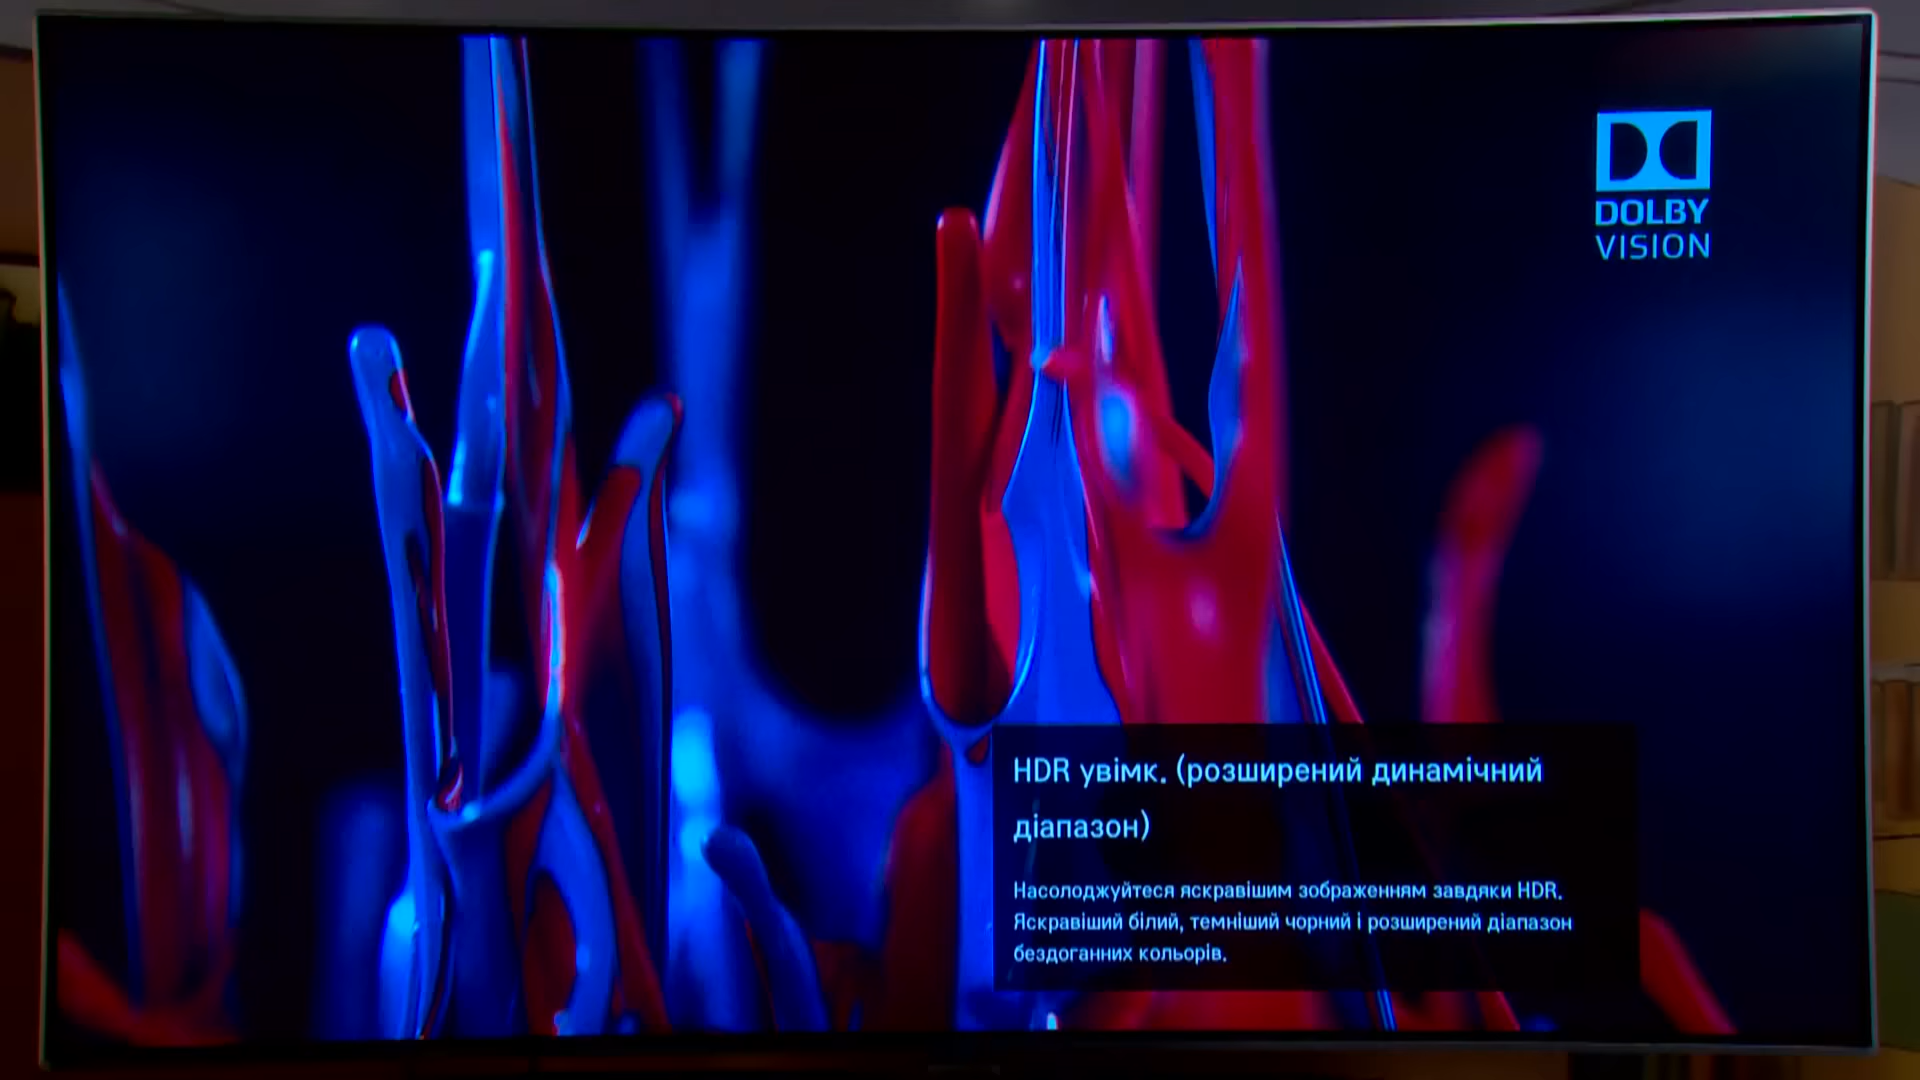 DOLBY
VISION
HDR увімк. (розширений динамічний
діапазон)
Насолоджуйтеся яскравішим зображенням завдяки HDR.
Яскравіший білий, темніший чорний і розширений діапазон
бездоганних кольорів.